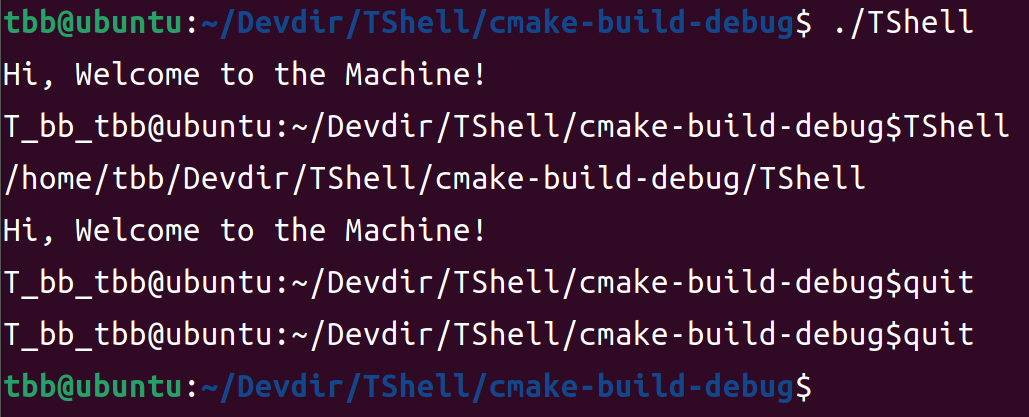 tbb@ubuntu:~/Devdir/TShell/cmake-build-debug$ ./TShell
Hi, Welcome to the Machine!
T_bb_tbb@ubuntu:~/Devdir/TShell/cmake-build-debug$TShell
/home/tbb/Devdir/TShell/cmake-build-debug/TShell
Hi, Welcome to the Machine!
T_bb_tbb@ubuntu:~/Devdir/TShell/cmake-build-debug$quit
T_bb_tbb@ubuntu:~/Devdir/TShell/cmake-build-debug$quit
tbb@ubuntu:~/Devdir/TShell/cmake-build-debug$